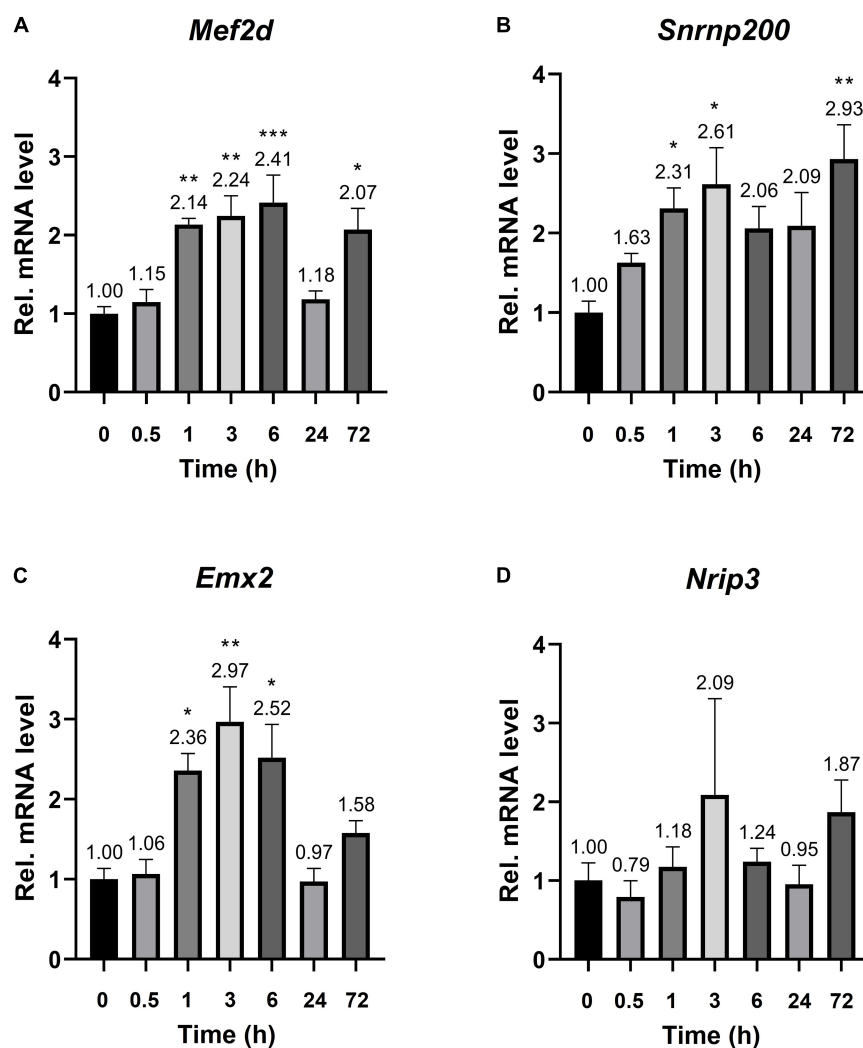 A
Mef2d
Rel. mRNA level
4
3
2
1
0
1.00
1.15
**
2.14
**
2.24
***
2.41
1.18
*
2.07
0 0.5 1 3 6 24 72
Time (h)
B
Snrnp200
Rel. mRNA level
4
3
2
1
0
1.00
1.63
*
2.31
*
2.61
2.06
2.09
**
2.93
0 0.5 1 3 6 24 72
Time (h)
C
Emx2
Rel. mRNA level
4
3
2
1
0
1.00
1.06
*
2.36
**
2.97
*
2.52
0.97
1.58
0 0.5 1 3 6 24 72
Time (h)
D
Nrip3
Rel. mRNA level
4
3
2
1
0
1.00
0.79
1.18
2.09
1.24
0.95
1.87
0 0.5 1 3 6 24 72
Time (h)